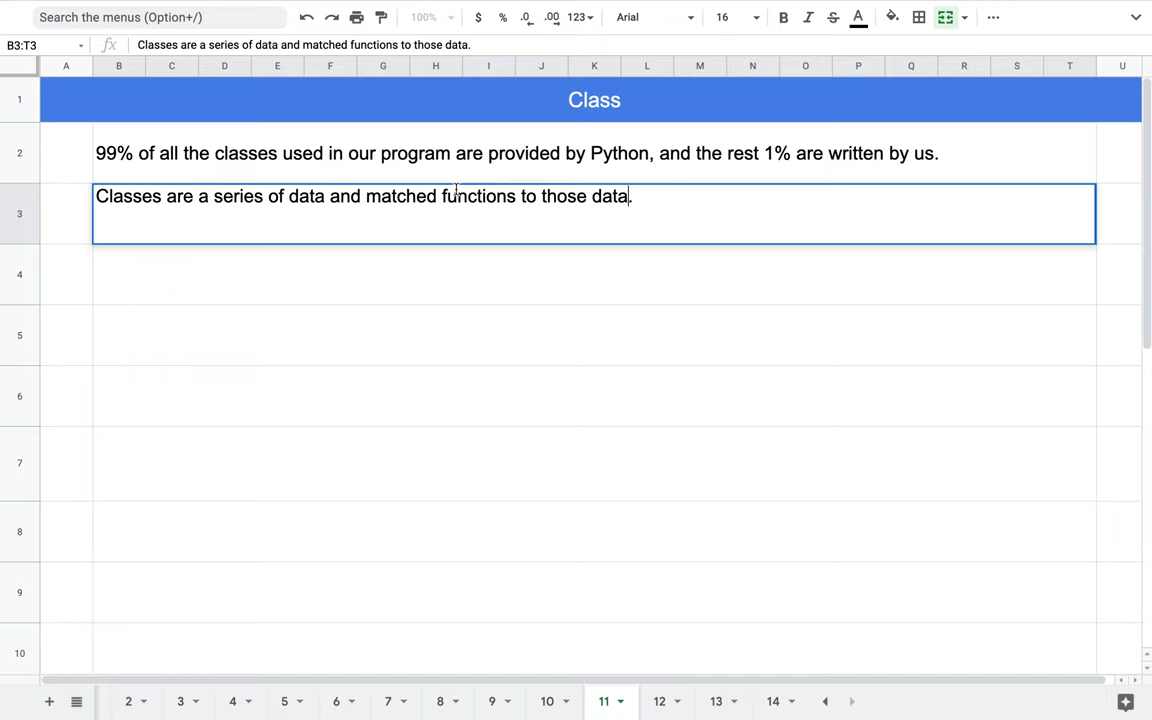 Search the menus (Option+/) 100% $ % .0 .00 123 Arial 16 B I S A
B3:T3 fx Classes are a series of data and matched functions to those data.
A B C D E F G H I J K L M N O P Q R S T U
1 Class
2 99% of all the classes used in our program are provided by Python, and the rest 1% are written by us.
3 Classes are a series of data and matched functions to those data.
4
5
6
7
8
9
10
+ 2 3 4 5 6 7 8 9 10 11 12 13 14